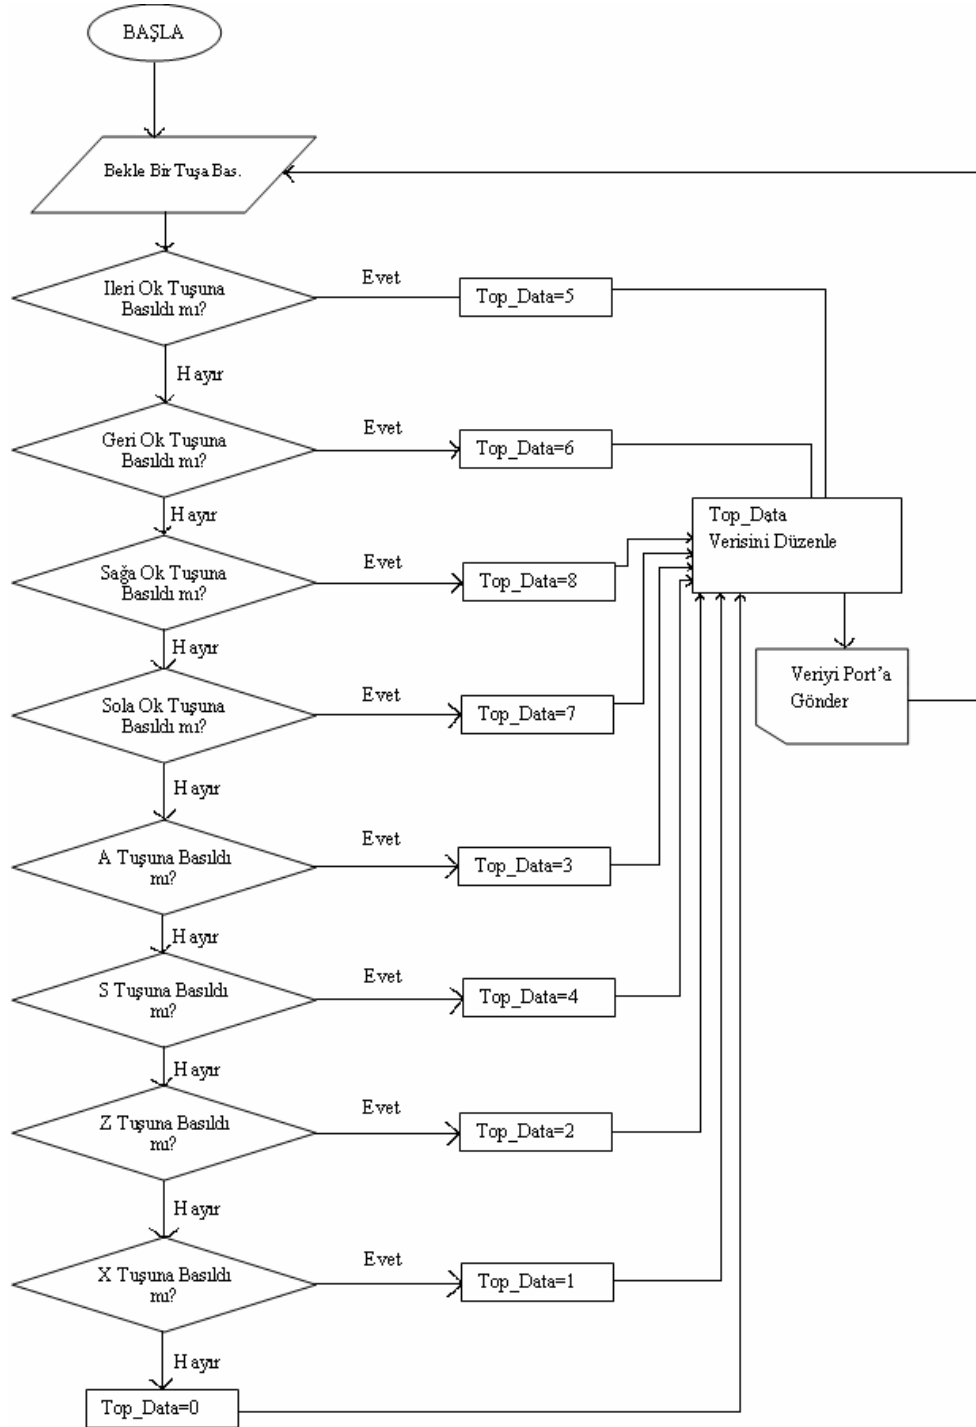 BAŞLA
Bekle Bir Tuşa Bas.
Ileri Ok Tuşuna
Basıldı mı?
Evet
Top_Data=5
Hayır
Geri Ok Tuşuna
Basıldı mı?
Evet
Top_Data=6
Hayır
Top_Data
Verisini Düzenle
Sağa Ok Tuşuna
Basıldı mı?
Evet
Top_Data=8
Hayır
Sola Ok Tuşuna
Basıldı mı?
Evet
Top_Data=7
Veriyi Port'a
Gönder
Hayır
A Tuşuna Basıldı
mı?
Evet
Top_Data=3
Hayır
S Tuşuna Basıldı
mı?
Evet
Top_Data=4
Hayır
Z Tuşuna Basıldı
mı?
Evet
Top_Data=2
Hayır
X Tuşuna Basıldı
mı?
Evet
Top_Data=1
Hayır
Top_Data=0